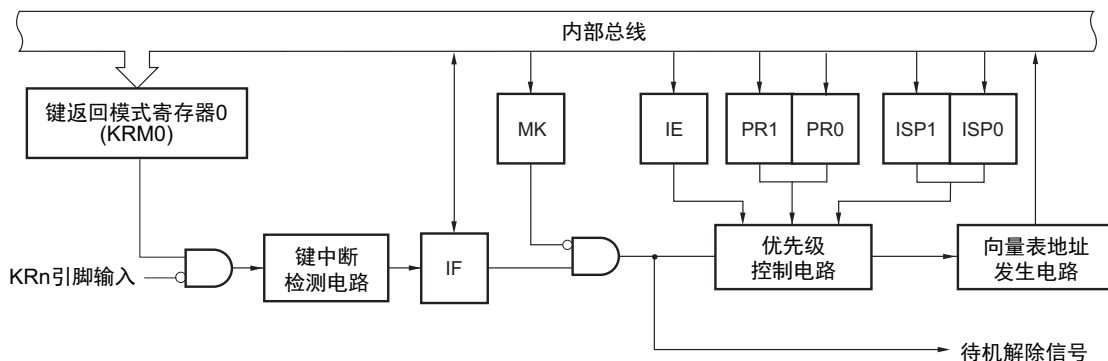 内部总线
键返回模式寄存器0
(KRM0)
MK
IE
PR1
PR0
ISP1
ISP0
KRn引脚输入
键中断
检测电路
IF
优先级
控制电路
向量表地址
发生电路
待机解除信号